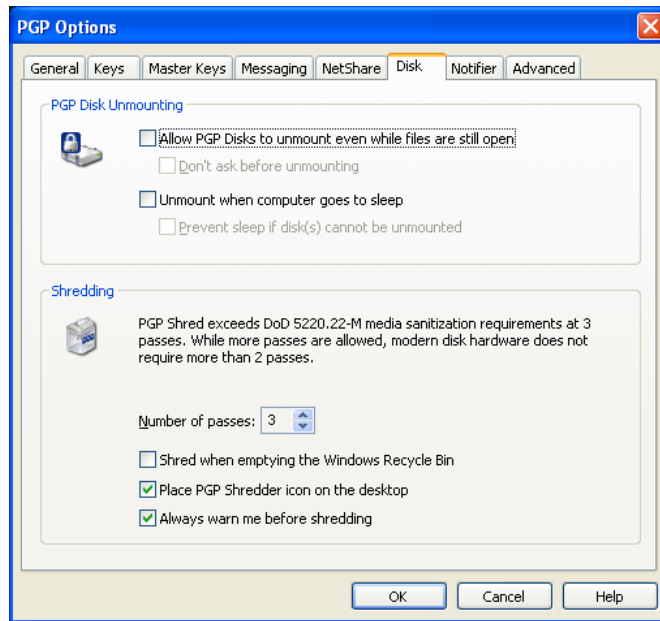 PGP Options
General Keys Master Keys Messaging NetShare Disk Notifier Advanced
PGP Disk Unmounting
Allow PGP Disks to unmount even while files are still open
Don't ask before unmounting
Unmount when computer goes to sleep
Prevent sleep if disk(s) cannot be unmounted
Shredding
PGP Shred exceeds DoD 5220.22-M media sanitization requirements at 3
passes. While more passes are allowed, modern disk hardware does not
require more than 2 passes.
Number of passes: 3
Shred when emptying the Windows Recycle Bin
Place PGP Shredder icon on the desktop
Always warn me before shredding
OK Cancel Help